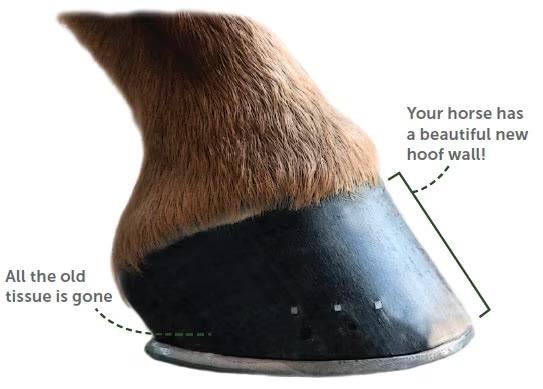 Your horse has
a beautiful new
hoof wall!
All the old
tissue is gone